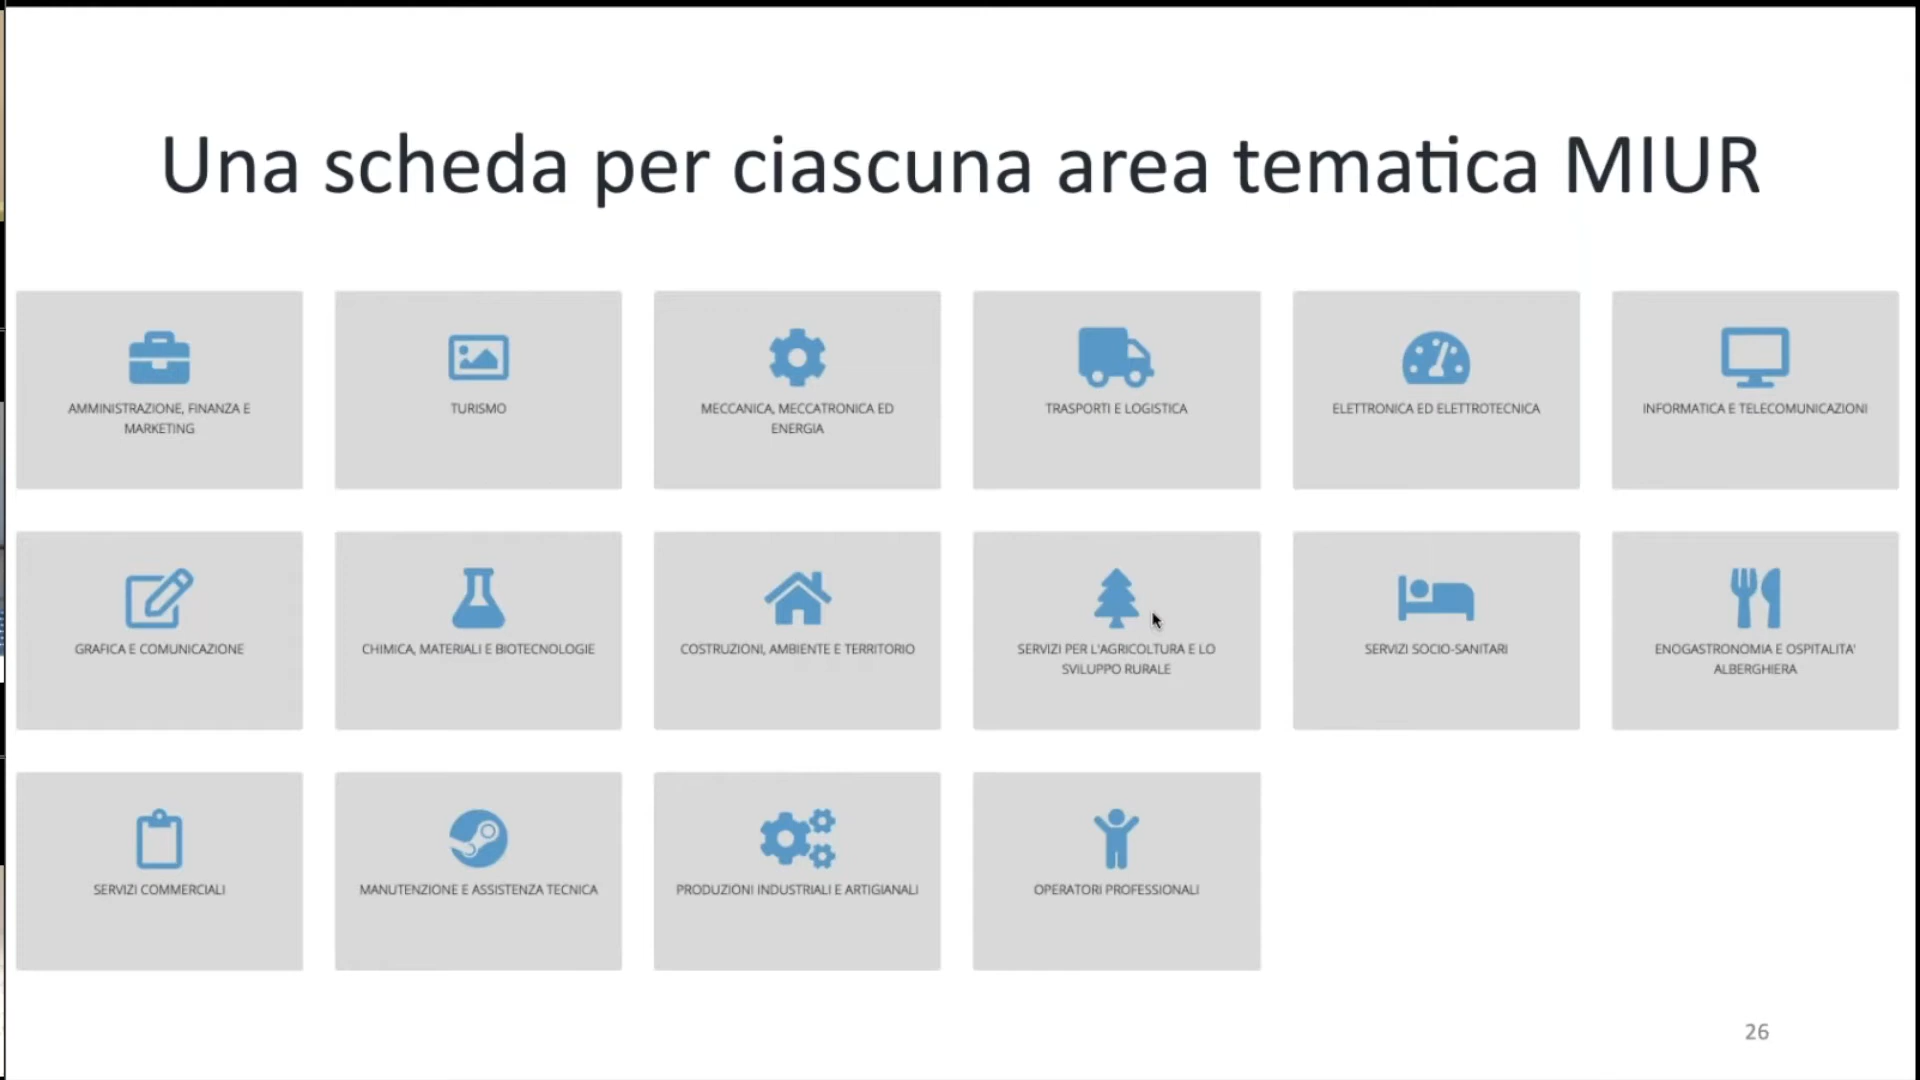 Una scheda per ciascuna area tematica MIUR
AMMINISTRAZIONE, FINANZA E
MARKETING
TURISMO
MECCANICA, MECCATRONICA ED
ENERGIA
TRASPORTI E LOGISTICA
ELETTRONICA ED ELETTROTECNICA
INFORMATICA E TELECOMUNICAZIONI
GRAFICA E COMUNICAZIONE
CHIMICA, MATERIALI E BIOTECNOLOGIE
COSTRUZIONI, AMBIENTE E TERRITORIO
SERVIZI PER L'AGRICOLTURA E LO
SVILUPPO RURALE
SERVIZI SOCIO-SANITARI
ENOGASTRONOMIA E OSPITALITA'
ALBERGHIERA
SERVIZI COMMERCIALI
MANUTENZIONE E ASSISTENZA TECNICA
PRODUZIONI INDUSTRIALI E ARTIGIANALI
OPERATORI PROFESSIONALI
26